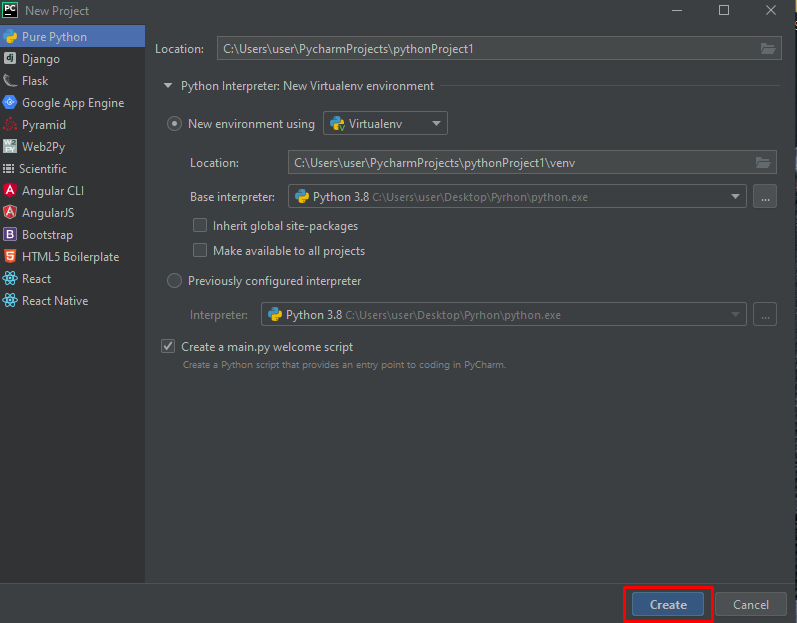 PC New Project
Pure Python
dj Django
Flask
Google App Engine
Pyramid
Web2Py
Scientific
Angular CLI
AngularJS
Bootstrap
HTML5 Boilerplate
React
React Native
Location: C:\Users\user\PycharmProjects\pythonProject1
Python Interpreter: New Virtualenv environment
New environment using Virtualenv
Location: C:\Users\user\PycharmProjects\pythonProject1\venv
Base interpreter: Python 3.8 C:\Users\user\Desktop\Pyrhon\python.exe ...
Inherit global site-packages
Make available to all projects
Previously configured interpreter
Interpreter: Python 3.8 C:\Users\user\Desktop\Pyrhon\python.exe ...
Create a main.py welcome script
Create a Python script that provides an entry point to coding in PyCharm.
Create Cancel